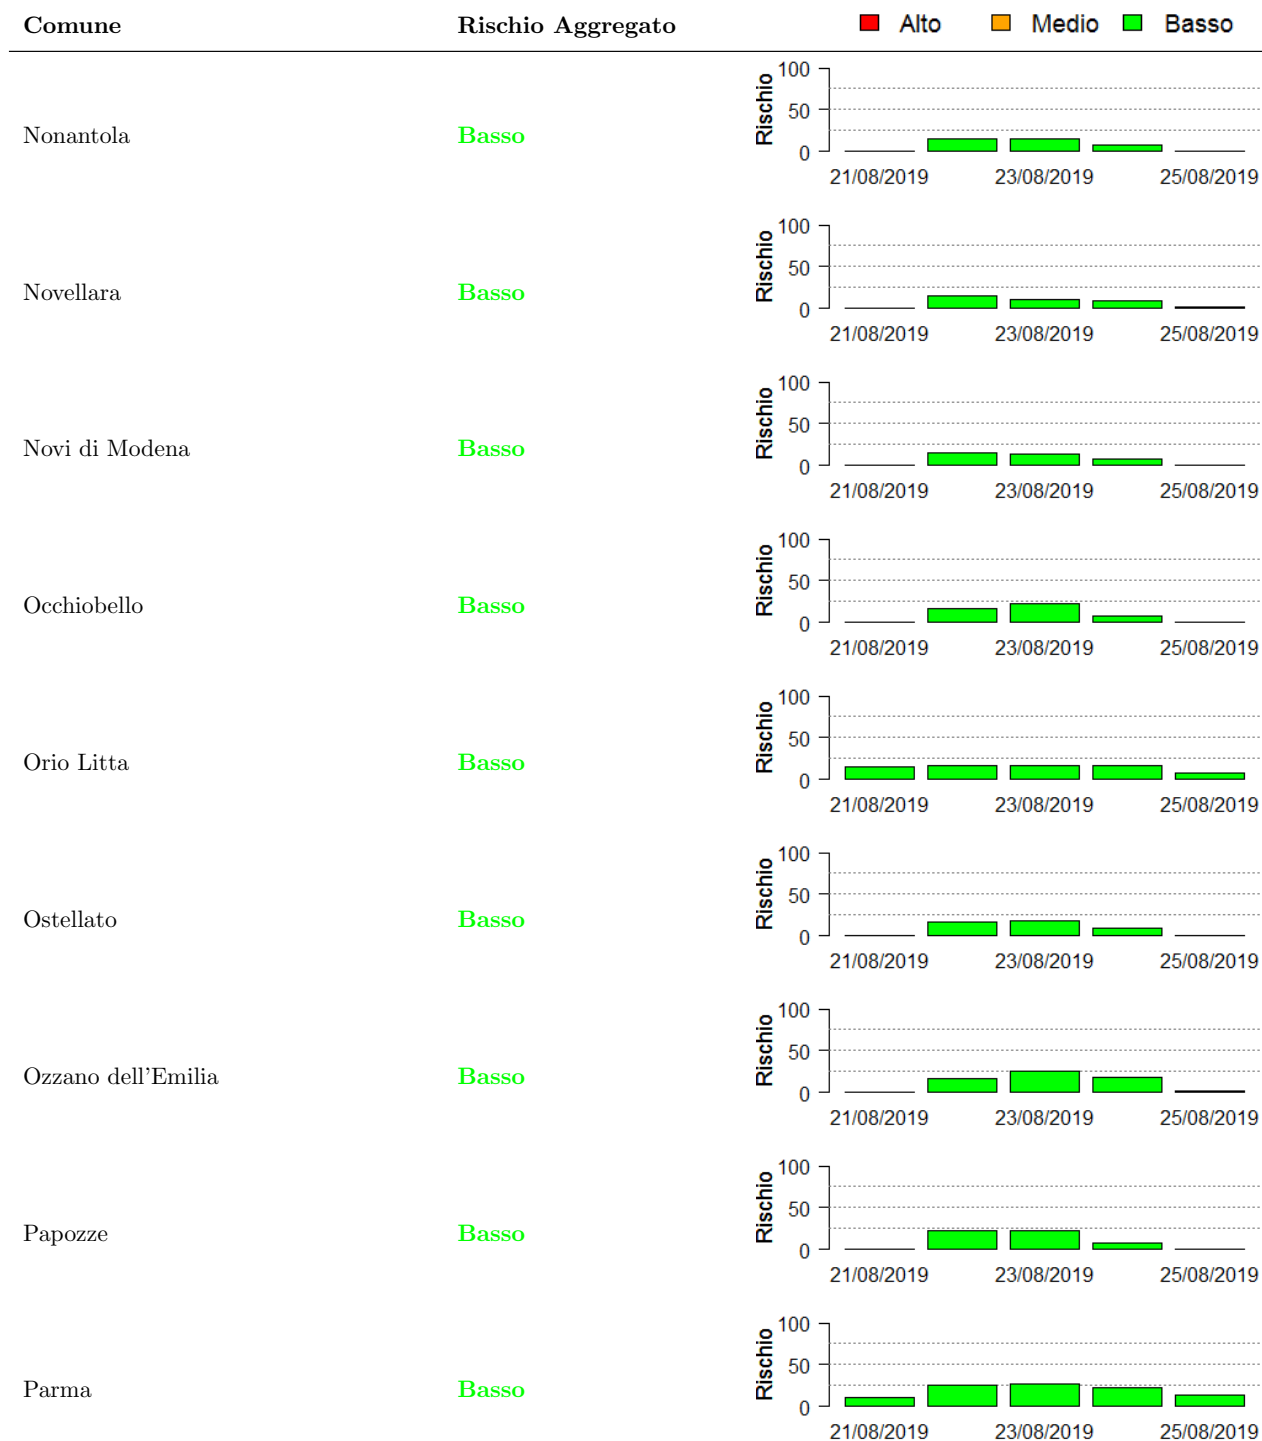 Comune Rischio Aggregato Alto Medio Basso
100
50
0
Rischio
Nonantola Basso
21/08/2019 23/08/2019 25/08/2019
100
50
0
Rischio
Novellara Basso
21/08/2019 23/08/2019 25/08/2019
100
50
0
Rischio
Novi di Modena Basso
21/08/2019 23/08/2019 25/08/2019
100
50
0
Rischio
Occhiobello Basso
21/08/2019 23/08/2019 25/08/2019
100
50
0
Rischio
Orio Litta Basso
21/08/2019 23/08/2019 25/08/2019
100
50
0
Rischio
Ostellato Basso
21/08/2019 23/08/2019 25/08/2019
100
50
0
Rischio
Ozzano dell'Emilia Basso
21/08/2019 23/08/2019 25/08/2019
100
50
0
Rischio
Papozze Basso
21/08/2019 23/08/2019 25/08/2019
100
50
0
Rischio
Parma Basso
21/08/2019 23/08/2019 25/08/2019